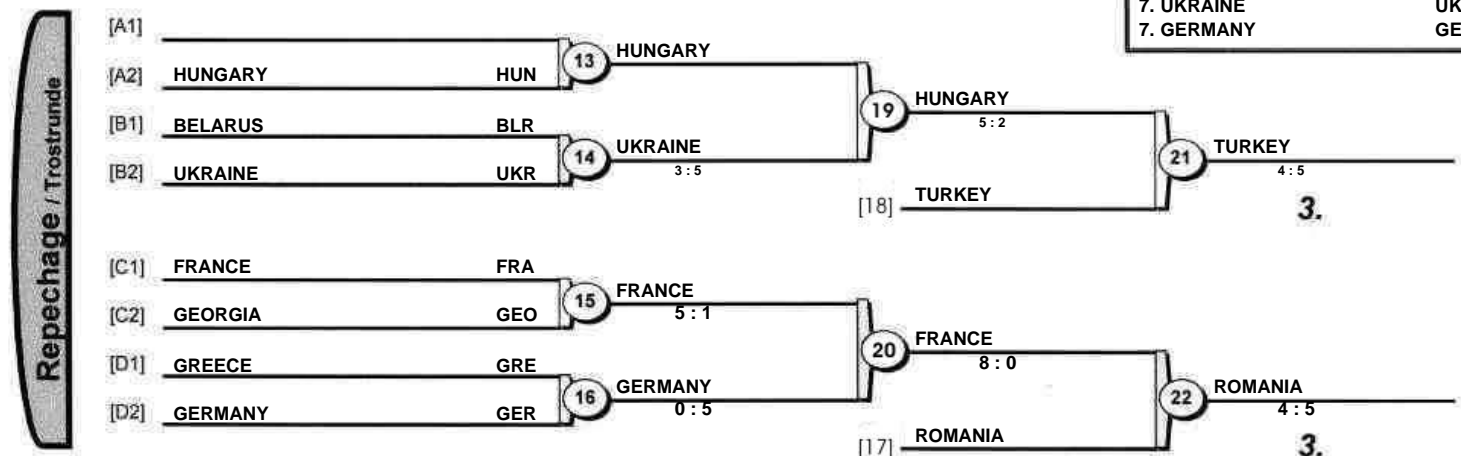 7. UKRAINE UK
7. GERMANY GE
Repechage / Trostrunde
[A1]
[A2] HUNGARY HUN
13 HUNGARY
[B1] BELARUS BLR
[B2] UKRAINE UKR
14 UKRAINE
3 : 5
19 HUNGARY
5 : 2
[18] TURKEY
21 TURKEY
4 : 5
3.
[C1] FRANCE FRA
[C2] GEORGIA GEO
15 FRANCE
5 : 1
[D1] GREECE GRE
[D2] GERMANY GER
16 GERMANY
0 : 5
20 FRANCE
8 : 0
[17] ROMANIA
22 ROMANIA
4 : 5
3.